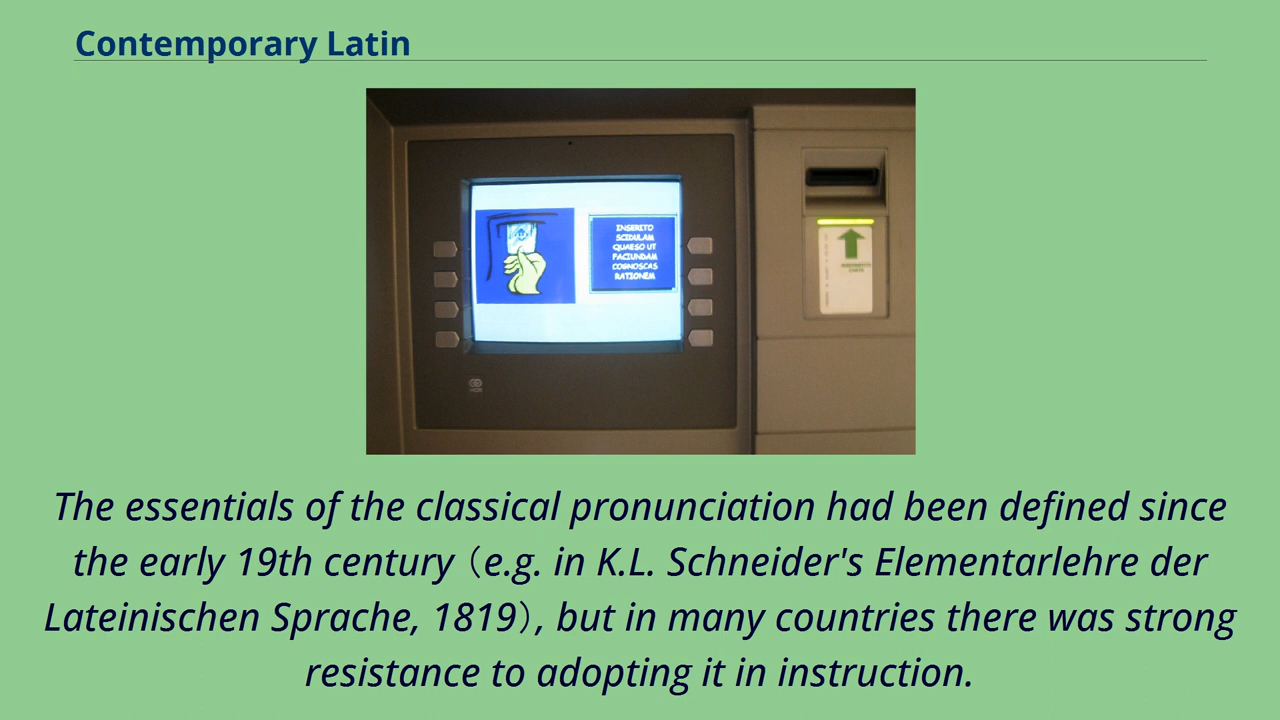 Contemporary Latin
INSERITO
SCIDULAM
QUAESO UT
FACIUNDAM
COGNOSCAS
RATIONEM
The essentials of the classical pronunciation had been defined since
the early 19th century（e.g. in K.L. Schneider's Elementarlehre der
Lateinischen Sprache, 1819）, but in many countries there was strong
resistance to adopting it in instruction.